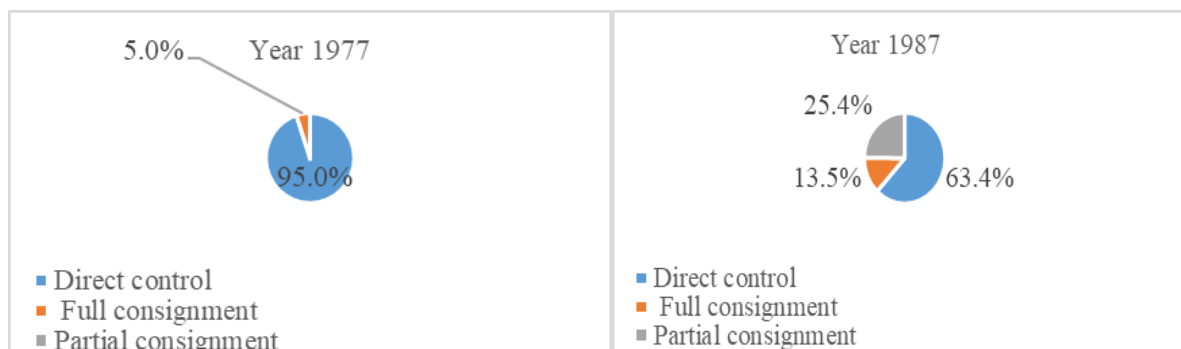 5.0%
Year 1977
95.0%
Direct control
Full consignment
Partial consignment
Year 1987
25.4%
13.5%
63.4%
Direct control
Full consignment
Partial consignment